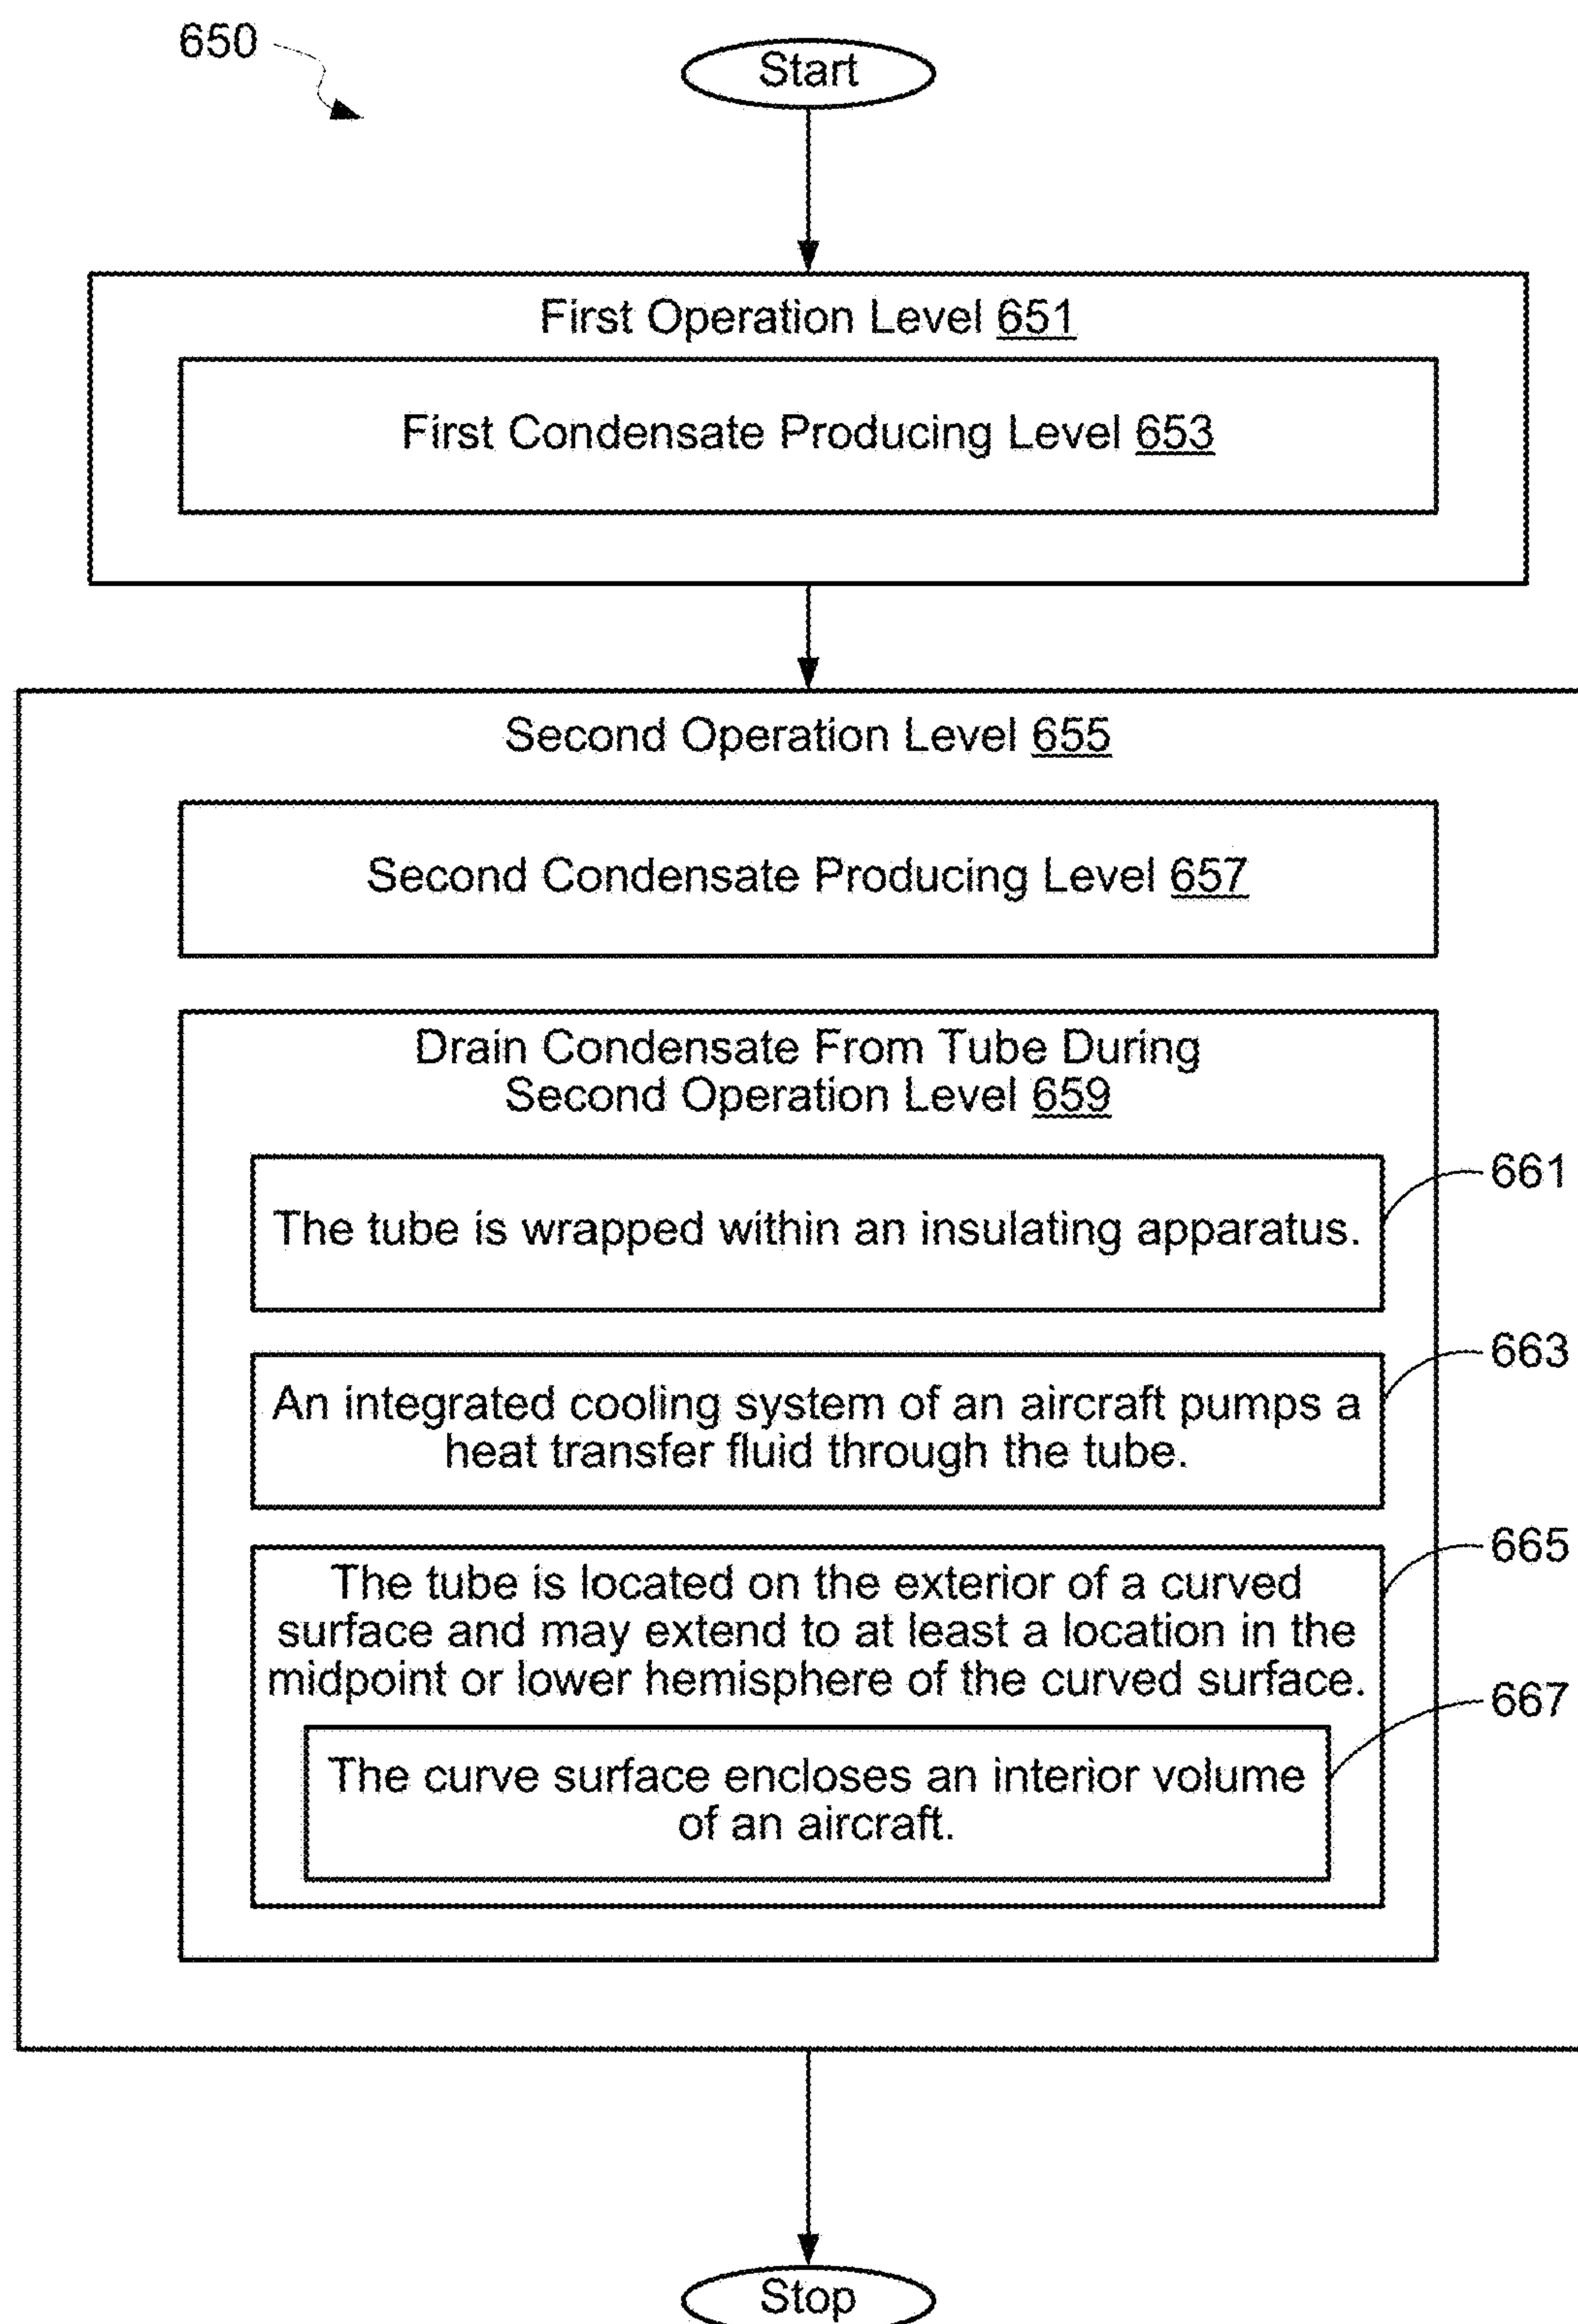 650
Start
First Operation Level 651
First Condensate Producing Level 653
Second Operation Level 655
Second Condensate Producing Level 657
Drain Condensate From Tube During
Second Operation Level 659
661
The tube is wrapped within an insulating apparatus.
663
An integrated cooling system of an aircraft pumps a
heat transfer fluid through the tube.
665
The tube is located on the exterior of a curved
surface and may extend to at least a location in the
midpoint or lower hemisphere of the curved surface.
667
The curve surface encloses an interior volume
of an aircraft.
Stop